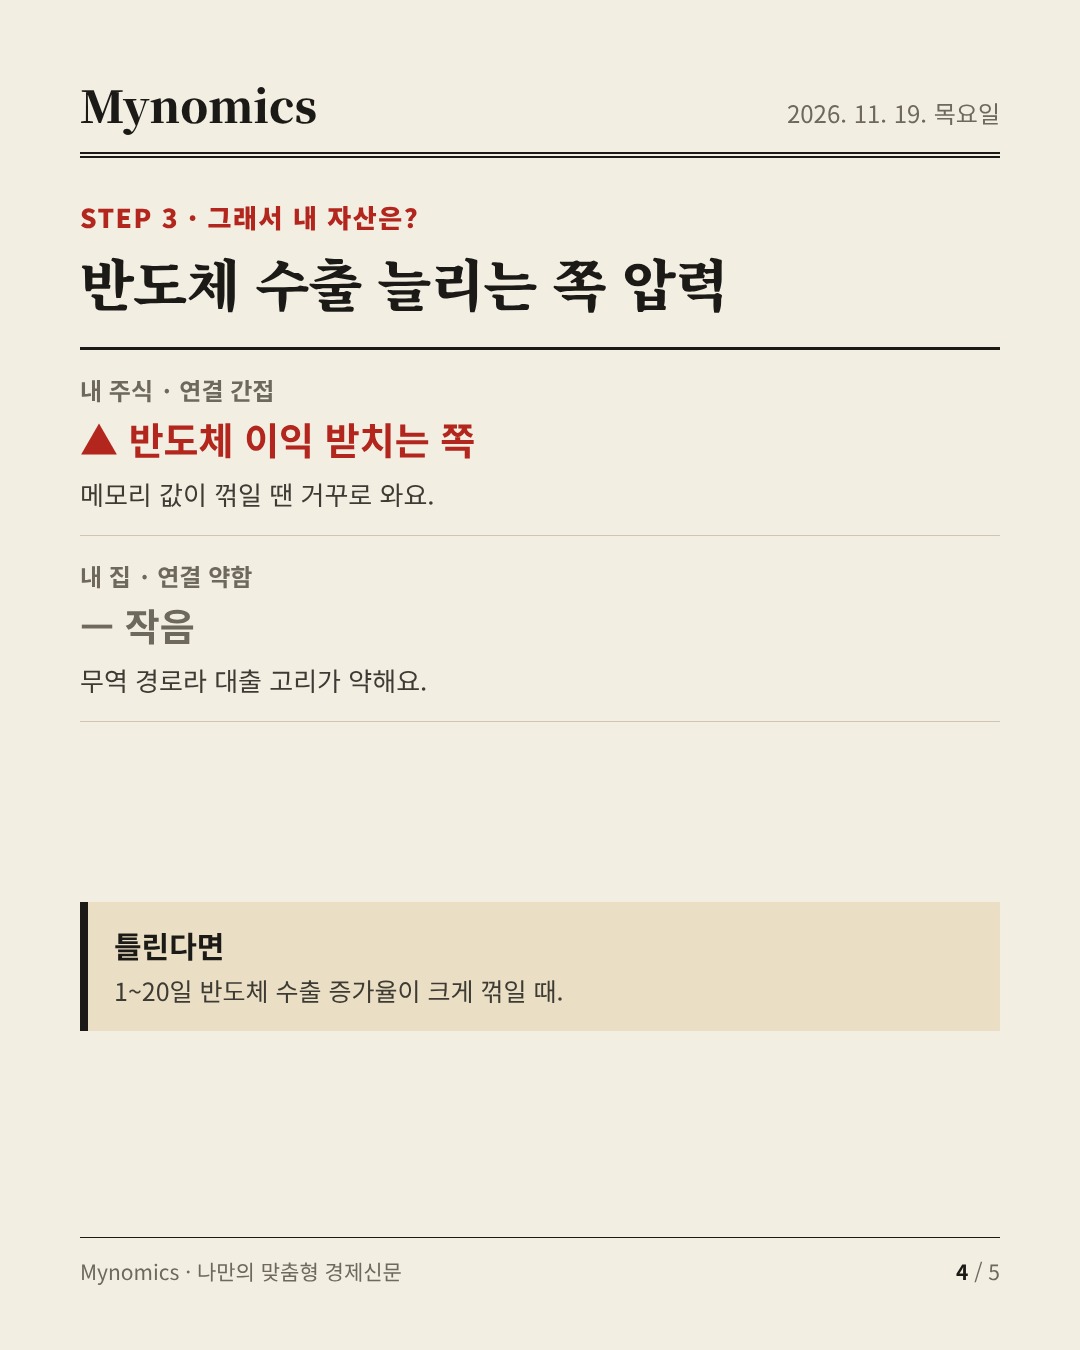 Mynomics
2026. 11. 19. 목요일
STEP 3 · 그래서 내 자산은?
반도체 수출 늘리는 쪽 압력
내 주식 · 연결 간접
▲ 반도체 이익 받치는 쪽
메모리 값이 꺾일 땐 거꾸로 와요.
내 집 · 연결 약함
— 작음
무역 경로라 대출 고리가 약해요.
틀린다면
1~20일 반도체 수출 증가율이 크게 꺾일 때.
Mynomics · 나만의 맞춤형 경제신문
4 / 5